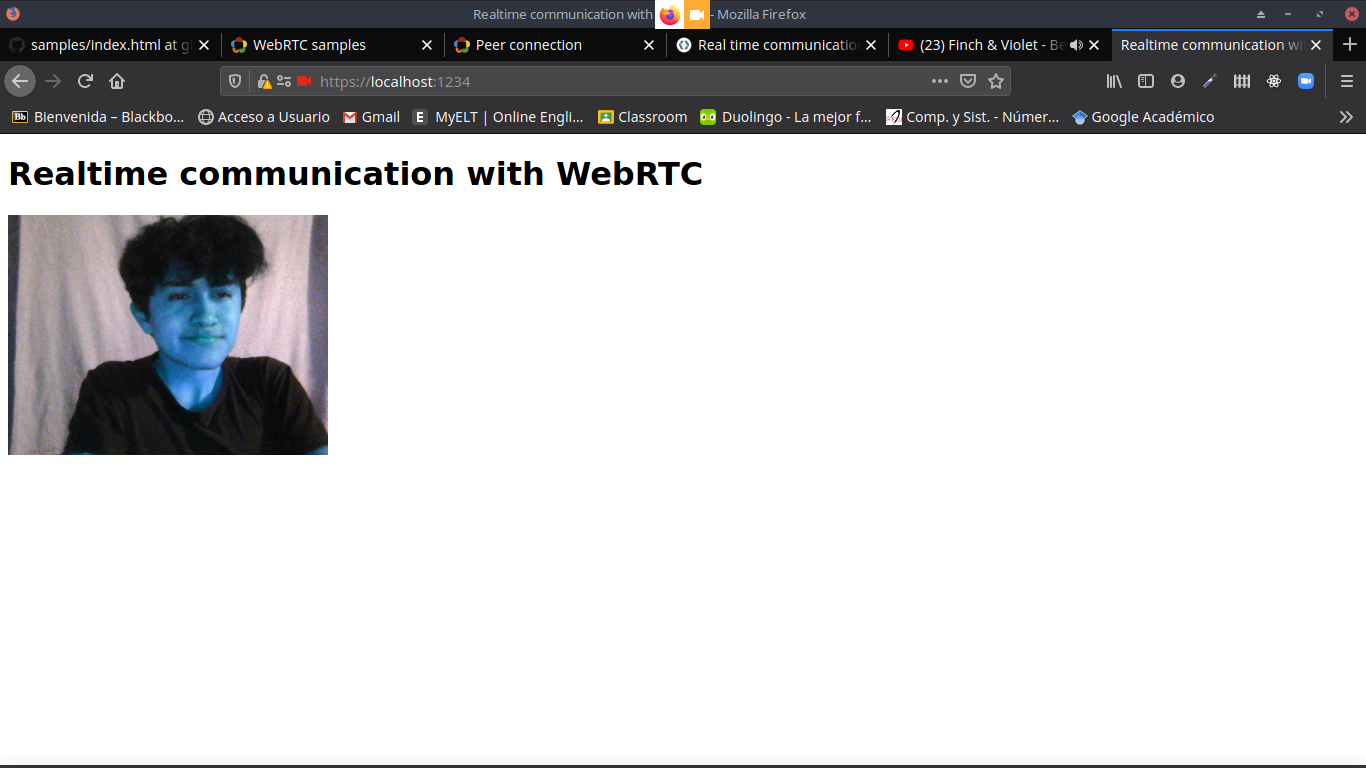 Realtime communication with - Mozilla Firefox
samples/index.html at g WebRTC samples Peer connection Real time communicatio (23) Finch & Violet - Be Realtime communication wi
https://localhost:1234
Bb Bienvenida – Blackbo... Acceso a Usuario Gmail E MyELT | Online Engli... Classroom Duolingo - La mejor f... Comp. y Sist. - Númer... Google Académico
Realtime communication with WebRTC